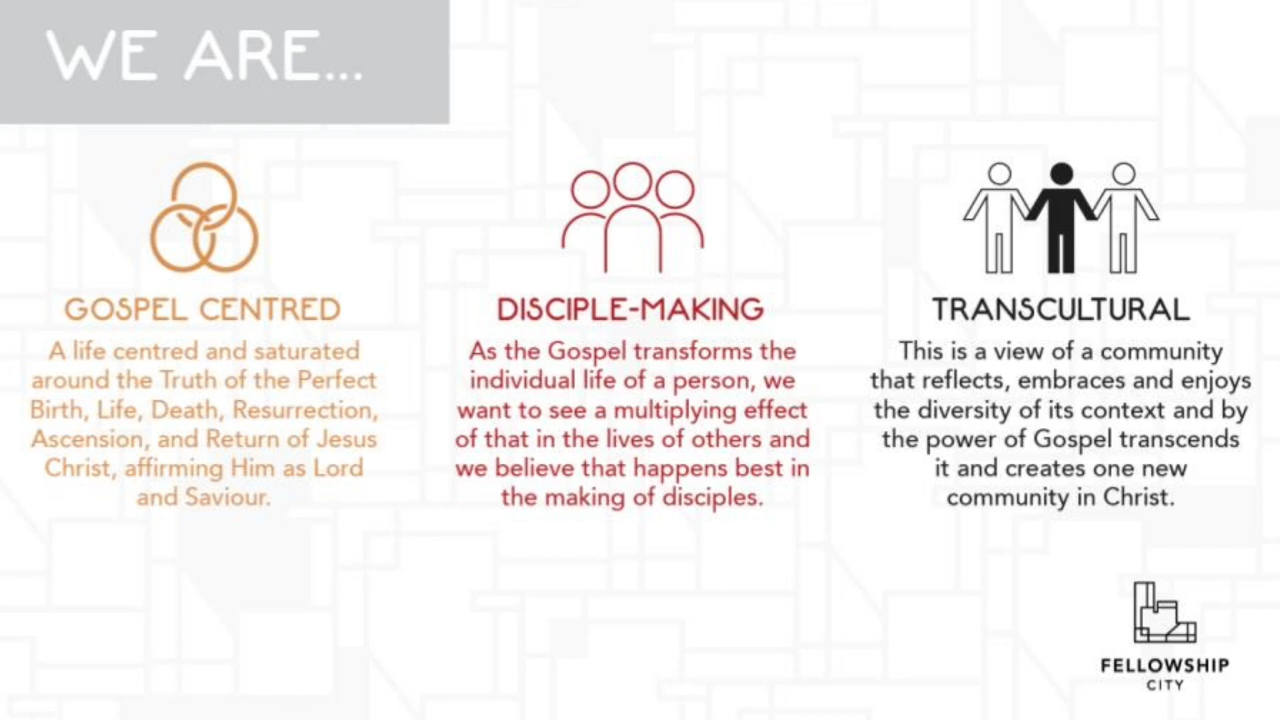 WE ARE...
GOSPEL CENTRED
A life centred and saturated
around the Truth of the Perfect
Birth, Life, Death, Resurrection,
Ascension, and Return of Jesus
Christ, affirming Him as Lord
and Saviour.
DISCIPLE-MAKING
As the Gospel transforms the
individual life of a person, we
want to see a multiplying effect
of that in the lives of others and
we believe that happens best in
the making of disciples.
TRANSCULTURAL
This is a view of a community
that reflects, embraces and enjoys
the diversity of its context and by
the power of Gospel transcends
it and creates one new
community in Christ.
FELLOWSHIP
CITY